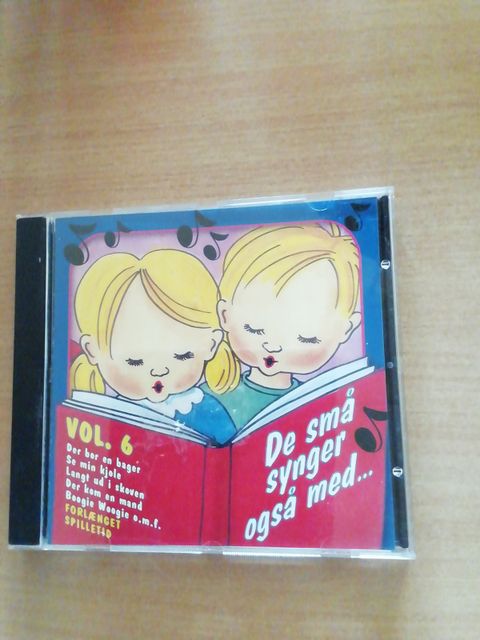 VOL. 6
Der bor en bager
Se min kjole
Langt ud i skoven
Der kom en mand
Boogie Woogie o.m.f.
FORLÆNGET
SPILLETID
De små
synger
også med...